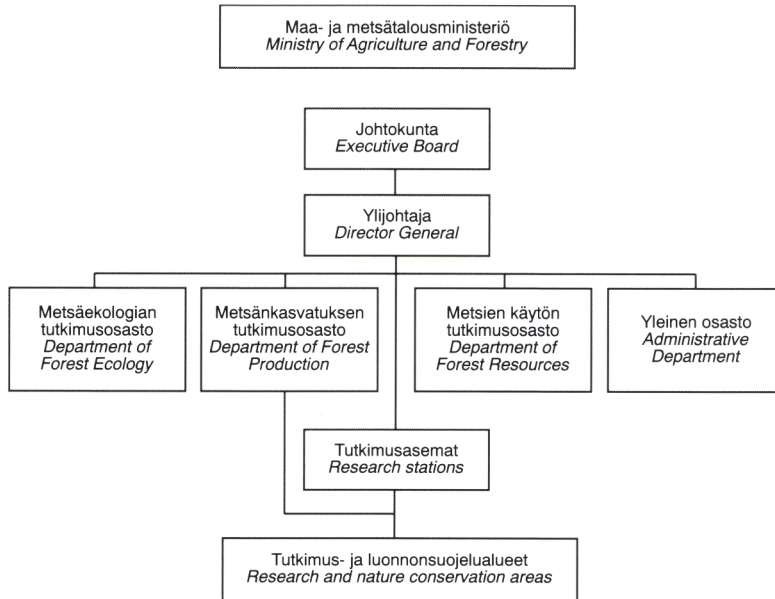 Maa- ja metsätalousministeriö
Ministry of Agriculture and Forestry
Johtokunta
Executive Board
Ylijohtaja
Director General
Metsäekologian
tutkimusosasto
Department of
Forest Ecology
Metsänkasvatuksen
tutkimusosasto
Department of Forest
Production
Metsien käytön
tutkimusosasto
Department of
Forest Resources
Yleinen osasto
Administrative
Department
Tutkimusasemat
Research stations
Tutkimus- ja luonnonsuojelualueet
Research and nature conservation areas